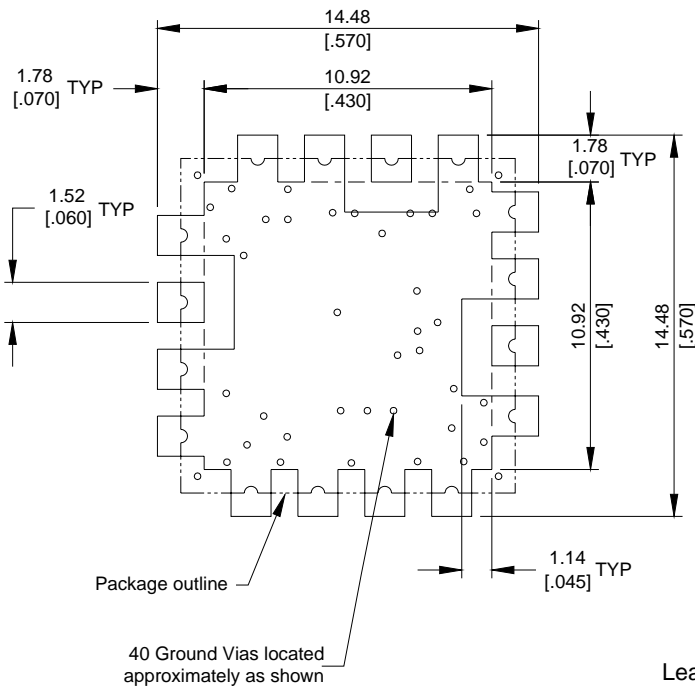 14.48
[.570]
1.78
[.070]
TYP
10.92
[.430]
1.78
[.070]
TYP
1.52
[.060]
TYP
10.92
[.430]
14.48
[.570]
1.14
[.045]
TYP
Package outline
40 Ground Vias located
approximately as shown
Lea